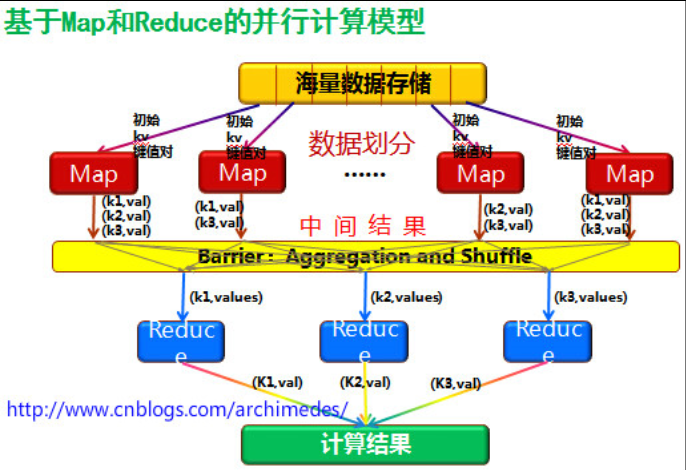 基于Map和Reduce的并行计算模型
海量数据存储
初始
kv
键值对
初始
kv
键值对
初始
kv
键值对
初始
kv
键值对
数据划分
......
Map
Map
Map
Map
(k1,val)
(k2,val)
(k3,val)
(k1,val)
(k3,val)
(k2,val)
(k3,val)
(k1,val)
(k2,val)
(k3,val)
中 间 结 果
Barrier：Aggregation and Shuffle
(k1,values)
(k2,values)
(k3,values)
Reduc
e
Reduc
e
Reduc
e
(K1,val)
(K2,val)
(K3,val)
http://www.cnblogs.com/archimedes/
计算结果